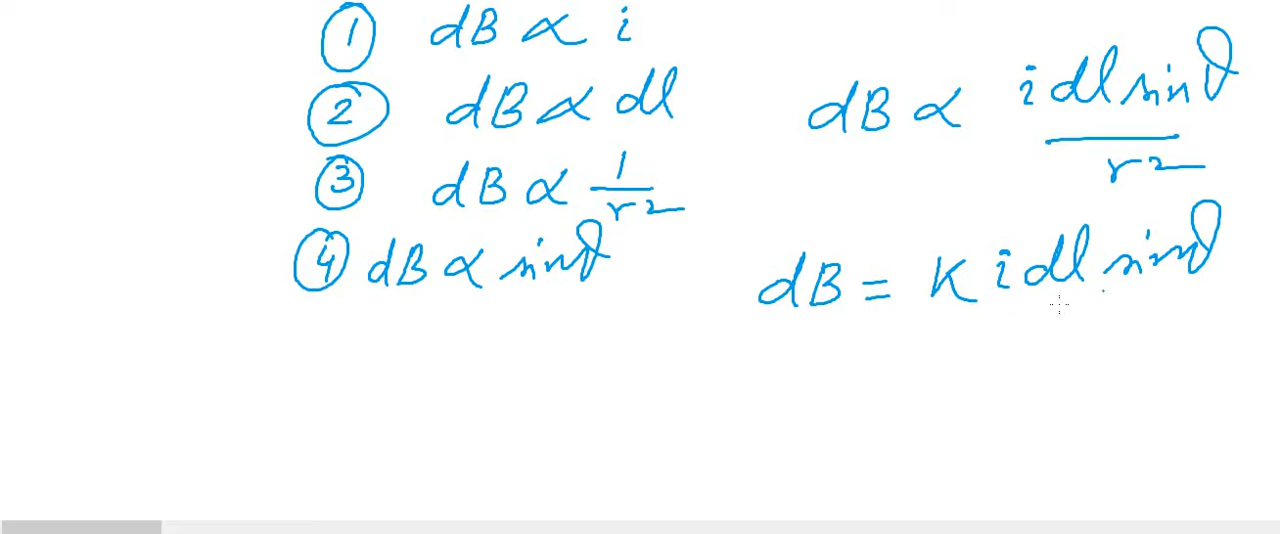 ① dB ∝ i
② dB ∝ dl
③ dB ∝ 1/r²
④ dB ∝ sinθ
dB ∝ i dl sinθ / r²
dB = K i dl sinθ